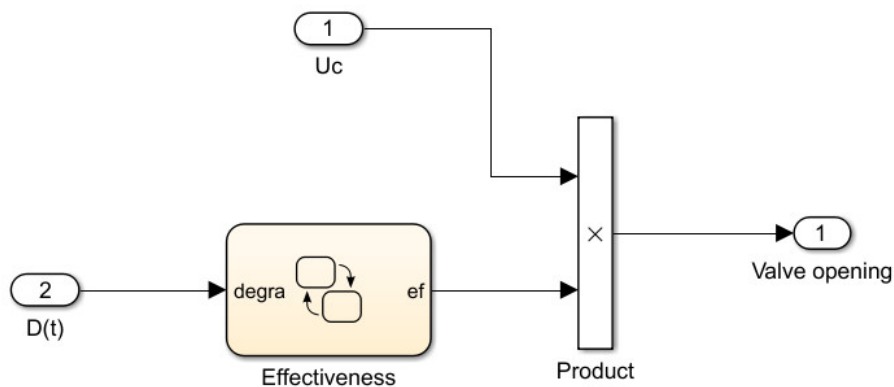 1
Uc
×
1
Valve opening
degra
ef
2
D(t)
Effectiveness
Product